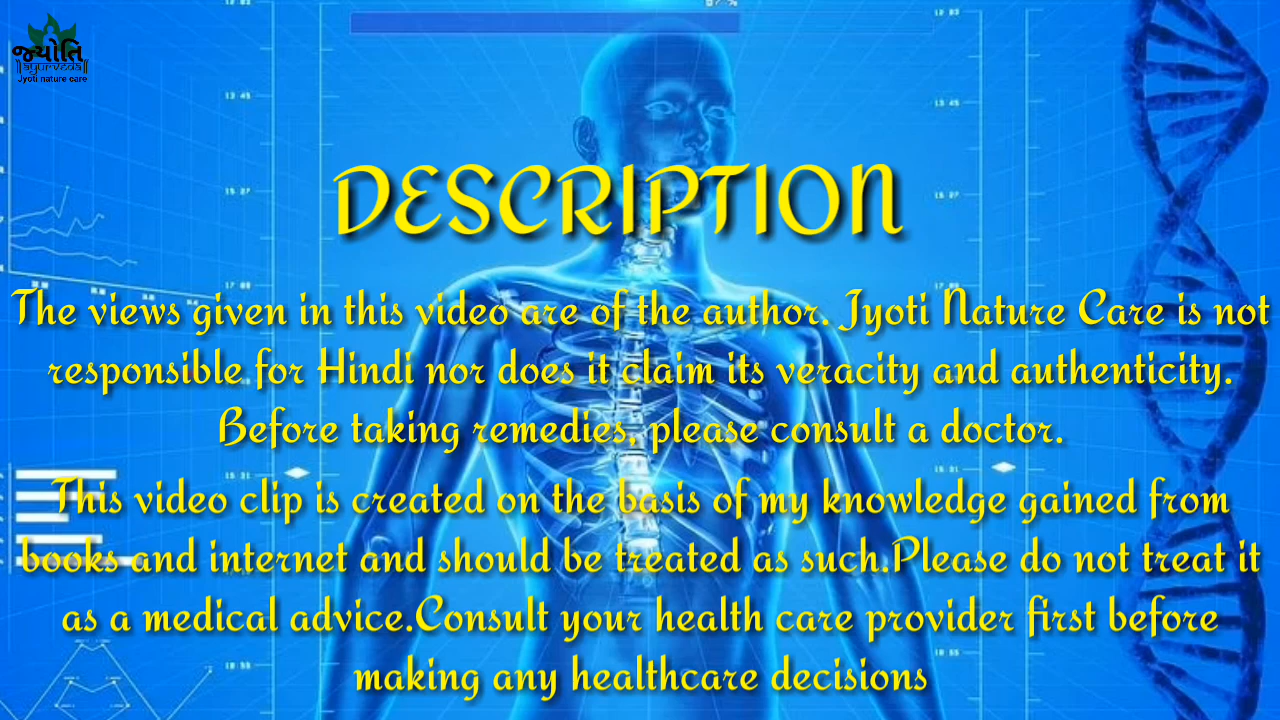 જ્યોતિ
ayurveda
Jyoti nature care
DESCRIPTION
The views given in this video are of the author. Jyoti Nature Care is not
responsible for Hindi nor does it claim its veracity and authenticity.
Before taking remedies, please consult a doctor.
This video clip is created on the basis of my knowledge gained from
books and internet and should be treated as such.Please do not treat it
as a medical advice.Consult your health care provider first before
making any healthcare decisions